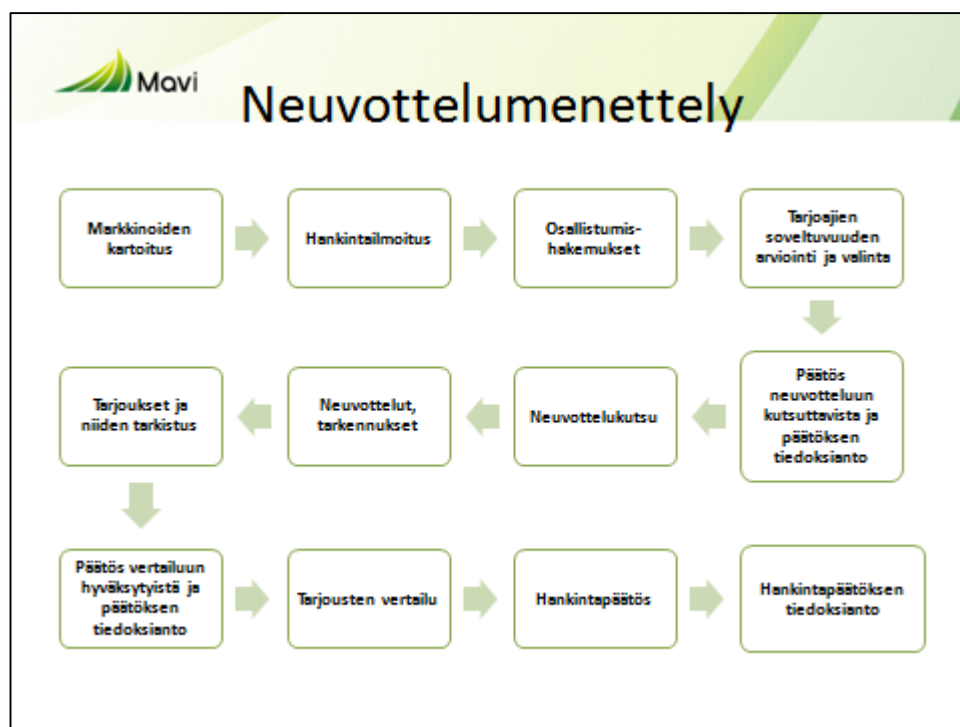 Mavi
Neuvottelumenettely
Markkinoiden
kartoitus
Hankintailmoitus
Osallistumis-
hakemukset
Tarjoajien
soveltuvuuden
arviointi ja valinta
Päätös
neuvotteluun
kutsuttavista ja
päätöksen
tiedoksianto
Neuvottelukutsu
Neuvottelut,
tarkennukset
Tarjoukset ja
niiden tarkistus
Päätös vertailuun
hyväksytyistä ja
päätöksen
tiedoksianto
Tarjousten vertailu
Hankintapäätös
Hankintapäätöksen
tiedoksianto